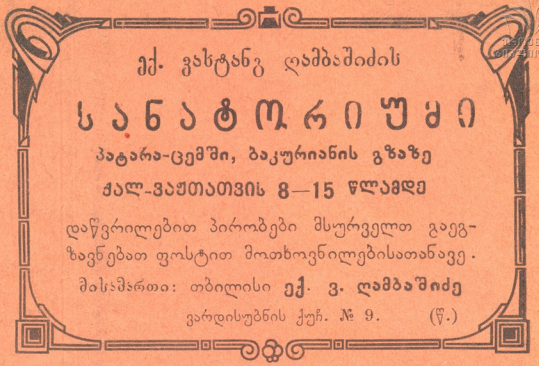 ექ. ვახტანგ ღამბაშიძის
სანატორიუმი
პატარა-ცემში, ბაკურიანის გზაზე
ქალ-ვაჟთათვის 8—15 წლამდე
დაწვრილებით პირობები მსურველთ გაეგ-
ზავნებათ ფოსტით მოთხოვნილებისათანავე.
მისამართი: თბილისი ექ. ვ. ღამბაშიძე
ვარდისუბნის ქუჩ. № 9. (წ.)